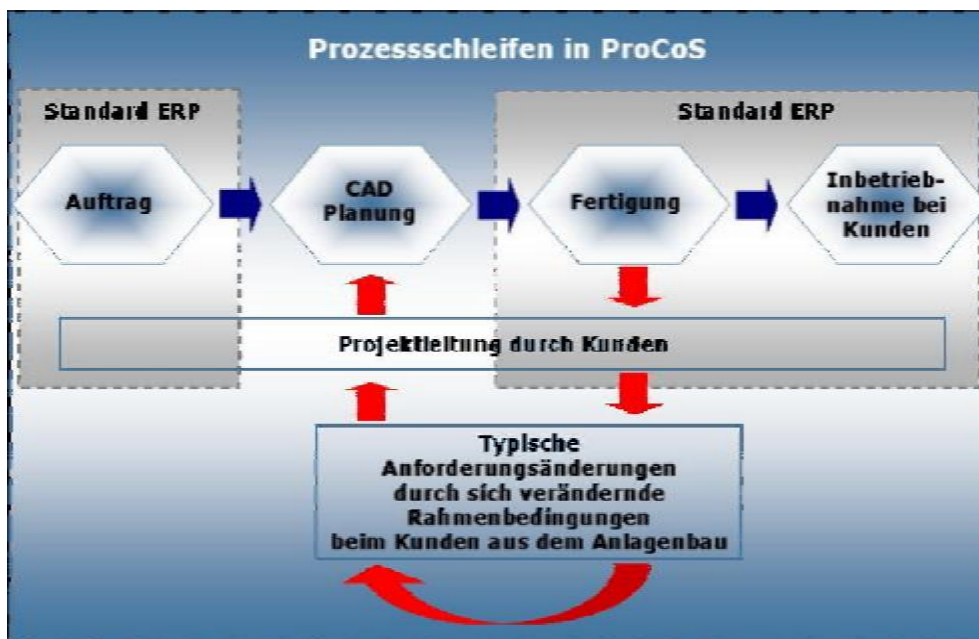 Prozessschleifen in ProCoS
Standard ERP
Standard ERP
Auftrag
CAD
Planung
Fertigung
Inbetrieb-
nahme bei
Kunden
Projektleitung durch Kunden
Typische
Anforderungsänderungen
durch sich verändernde
Rahmenbedingungen
beim Kunden aus dem Anlagenbau